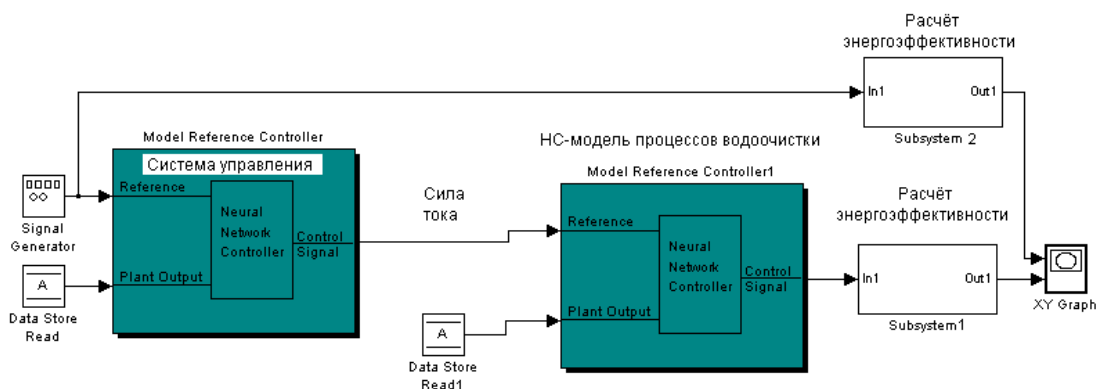 Расчёт
энергоэффективности
In1
Out1
Subsystem 2
Model Reference Controller
Система управления
Reference
Neural
Network
Controller
Control
Signal
Plant Output
Signal
Generator
A
Data Store
Read
Сила
тока
НС-модель процессов водоочистки
Model Reference Controller1
Reference
Neural
Network
Controller
Control
Signal
Plant Output
A
Data Store
Read1
Расчёт
энергоэффективности
In1
Out1
Subsystem1
XY Graph